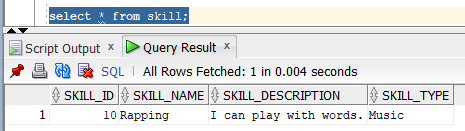 select * from skill;
Script Output x Query Result x
SQL | All Rows Fetched: 1 in 0.004 seconds
SKILL_ID SKILL_NAME SKILL_DESCRIPTION SKILL_TYPE
1 10 Rapping I can play with words. Music